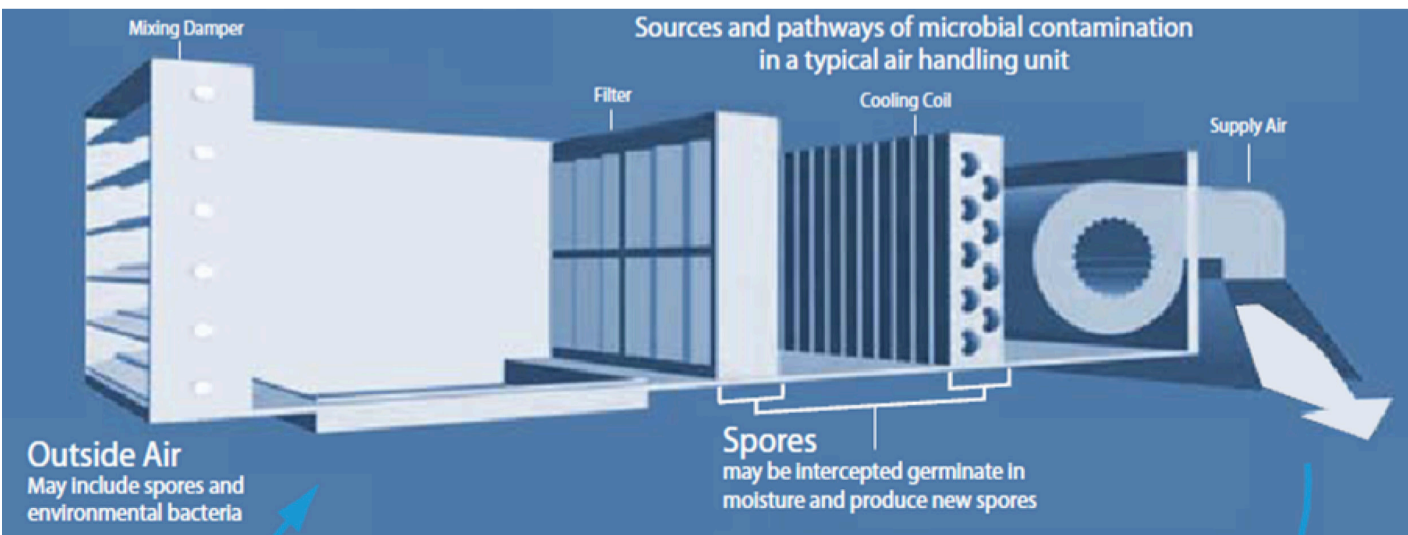 Mixing Damper
Sources and pathways of microbial contamination
in a typical air handling unit
Filter
Cooling Coil
Supply Air
Outside Air
May include spores and
environmental bacteria
Spores
may be intercepted germinate in
moisture and produce new spores